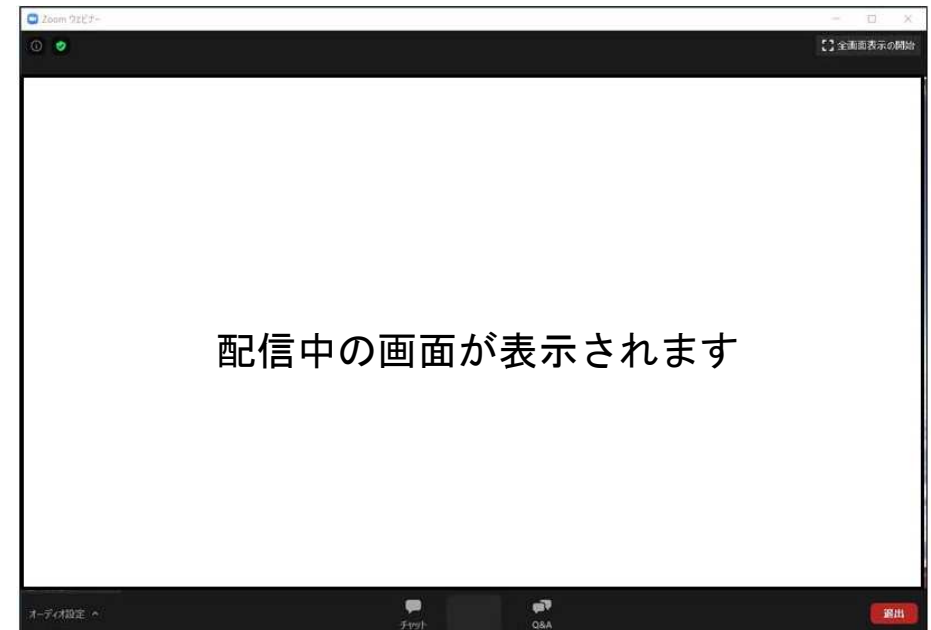 Zoom ウェビナー
全画面表示の開始
配信中の画面が表示されます
オーディオ設定
チャット
Q&A
退出